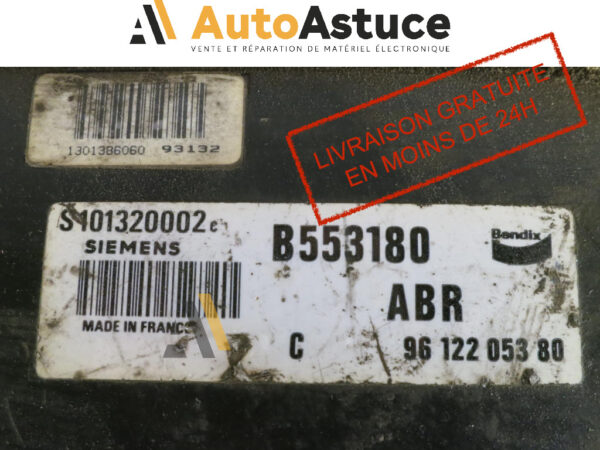 AutoAstuce
VENTE ET RÉPARATION DE MATÉRIEL ÉLECTRONIQUE
LIVRAISON GRATUITE
EN MOINS DE 24H
1301386060 93132
S101320002
SIEMENS
B553180
Bendix
ABR
MADE IN FRANCE
C
96 122 053 80